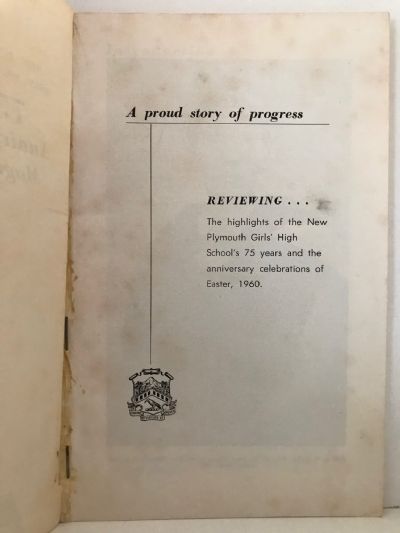 A proud story of progress
REVIEWING . . .
The highlights of the New
Plymouth Girls' High
School's 75 years and the
anniversary celebrations of
Easter, 1960.